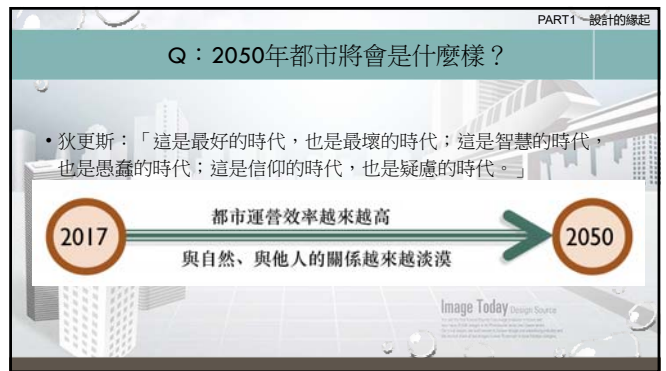 PART1 一設計的緣起
Q：2050年都市將會是什麼樣？
• 狄更斯：「這是最好的時代，也是最壞的時代；這是智慧的時代，
也是愚蠢的時代；這是信仰的時代，也是疑慮的時代。」
都市運營效率越來越高
2017
2050
與自然、與他人的關係越來越淡漠
Image Today Design Source